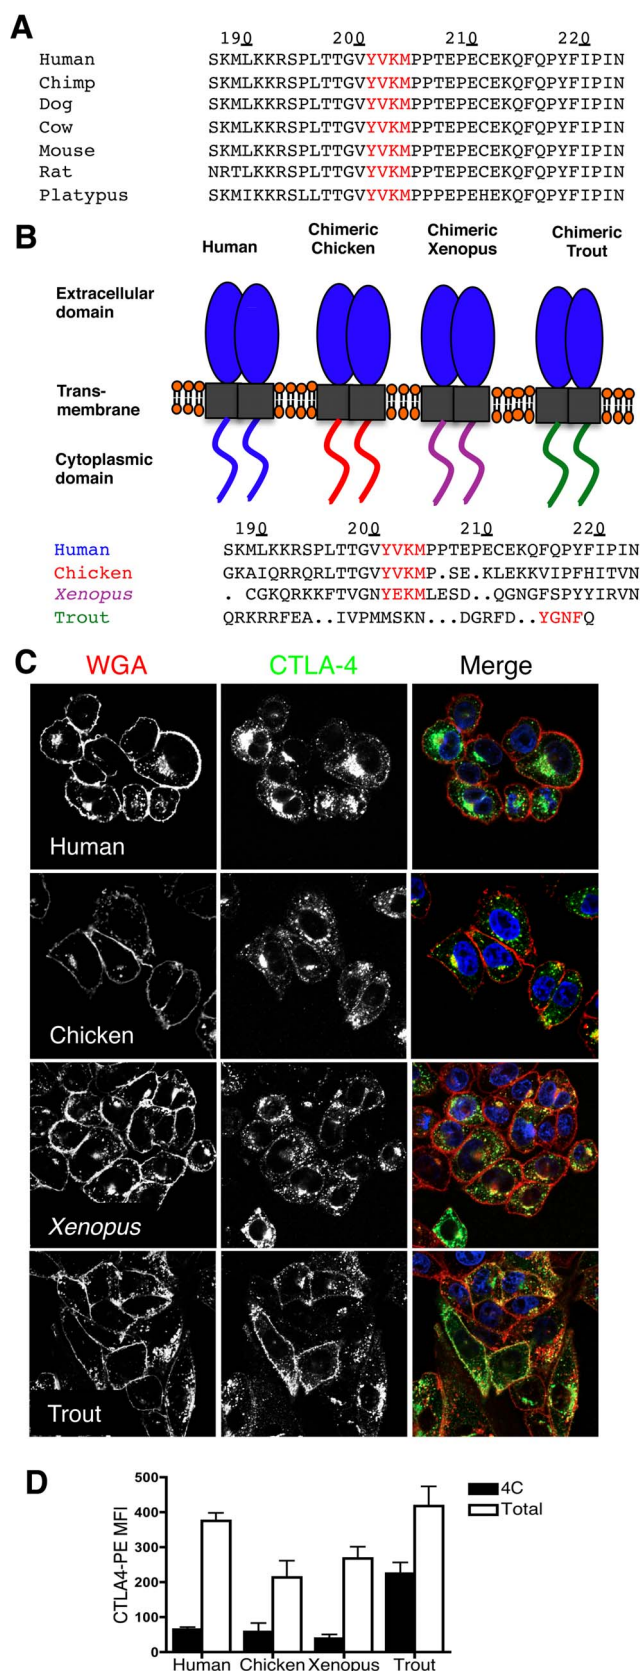 A
190 200 210 220
Human SKMLKKRSPLTTGVYVKMPPTEPECEKQFQPYFIPIN
Chimp SKMLKKRSPLTTGVYVKMPPTEPECEKQFQPYFIPIN
Dog SKMLKKRSPLTTGVYVKMPPTEPECEKQFQPYFIPIN
Cow SKMLKKRSPLTTGVYVKMPPTEPECEKQFQPYFIPIN
Mouse SKMLKKRSPLTTGVYVKMPPTEPECEKQFQPYFIPIN
Rat NRTLKKRSPLTTGVYVKMPPTEPECEKQFQPYFIPIN
Platypus SKMIKKRSLLTTGVYVKMPPPEPEHEKQFQPYFIPIN
B
Human Chimeric Chicken Chimeric Xenopus Chimeric Trout
Extracellular domain
Trans-membrane
Cytoplasmic domain
190 200 210 220
Human SKMLKKRSPLTTGVYVKMPPTEPECEKQFQPYFIPIN
Chicken GKAIQRRQRLTTGVYVKMP.SE.KLEKKVIPFHITVN
Xenopus . CGKQRKKFTVGNYEKMLESD..QGNGFSPYYIRVN
Trout QRKRRFEA..IVPMMSKN...DGRFD..YGNFQ
C
WGA CTLA-4 Merge
Human
Chicken
Xenopus
Trout
D
CTLA4-PE MFI
500
400
300
200
100
0
4C
Total
Human Chicken Xenopus Trout